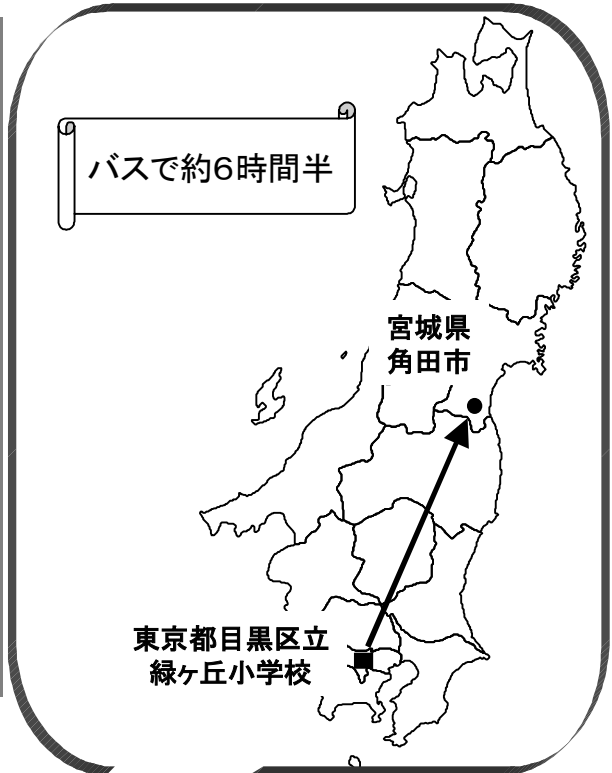 バスで約6時間半
宮城県
角田市
東京都目黒区立
緑ヶ丘小学校